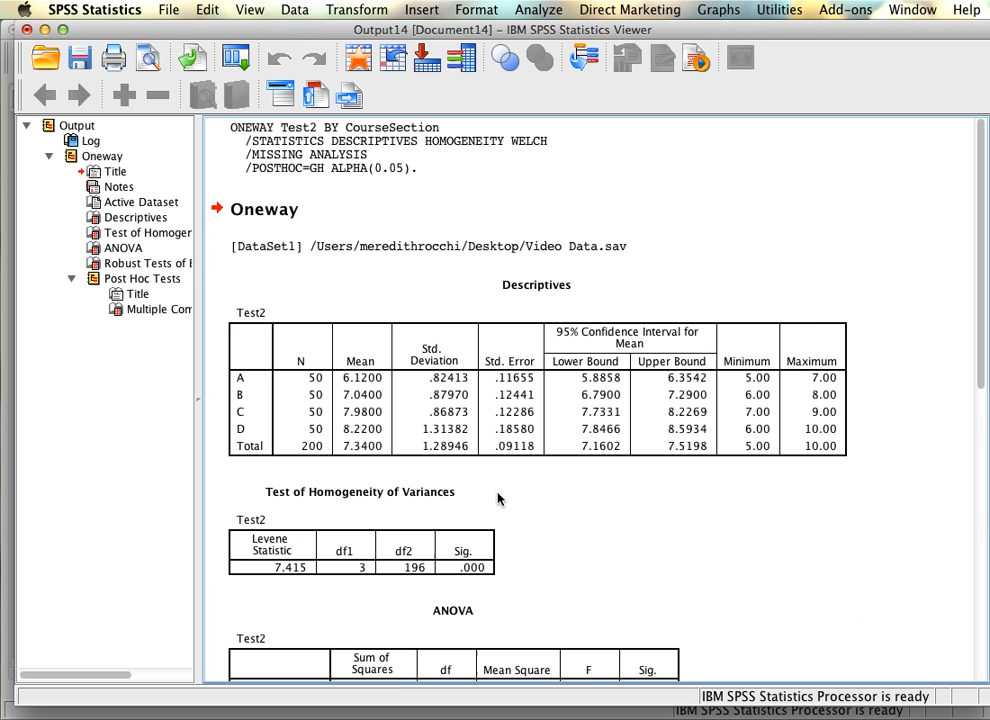 SPSS Statistics File Edit View Data Transform Insert Format Analyze Direct Marketing Graphs Utilities Add-ons Window Help
Output14 [Document14] – IBM SPSS Statistics Viewer
Output
Log
Oneway
Title
Notes
Active Dataset
Descriptives
Test of Homoger
ANOVA
Robust Tests of E
Post Hoc Tests
Title
Multiple Com
ONEWAY Test2 BY CourseSection
/STATISTICS DESCRIPTIVES HOMOGENEITY WELCH
/MISSING ANALYSIS
/POSTHOC=GH ALPHA(0.05).
Oneway
[DataSet1] /Users/meredithrocchi/Desktop/Video Data.sav
Descriptives
Test2
95% Confidence Interval for
Mean
N Mean Std. Deviation Std. Error Lower Bound Upper Bound Minimum Maximum
A 50 6.1200 .82413 .11655 5.8858 6.3542 5.00 7.00
B 50 7.0400 .87970 .12441 6.7900 7.2900 6.00 8.00
C 50 7.9800 .86873 .12286 7.7331 8.2269 7.00 9.00
D 50 8.2200 1.31382 .18580 7.8466 8.5934 6.00 10.00
Total 200 7.3400 1.28946 .09118 7.1602 7.5198 5.00 10.00
Test of Homogeneity of Variances
Test2
Levene
Statistic df1 df2 Sig.
7.415 3 196 .000
ANOVA
Test2
Sum of
Squares df Mean Square F Sig.
IBM SPSS Statistics Processor is ready
IBM SPSS Statistics Processor is ready